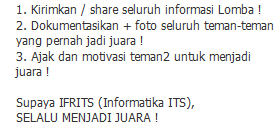 1. Kirimkan / share seluruh informasi Lomba !
2. Dokumentasikan + foto seluruh teman-teman
yang pernah jadi juara !
3. Ajak dan motivasi teman2 untuk menjadi
juara !

Supaya IFRITS (Informatika ITS),
SELALU MENJADI JUARA !